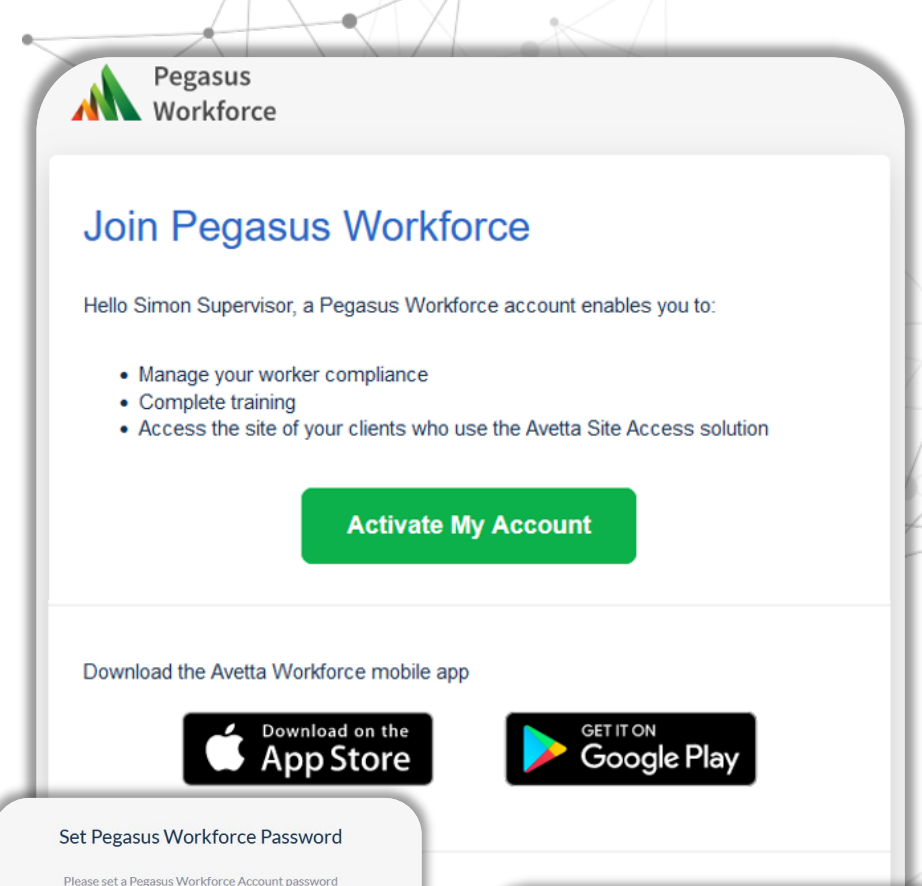 Pegasus
Workforce
Join Pegasus Workforce
Hello Simon Supervisor, a Pegasus Workforce account enables you to:
• Manage your worker compliance
• Complete training
• Access the site of your clients who use the Avetta Site Access solution
Activate My Account
Download the Avetta Workforce mobile app
Download on the
App Store
GET IT ON
Google Play
Set Pegasus Workforce Password
Please set a Pegasus Workforce Account password